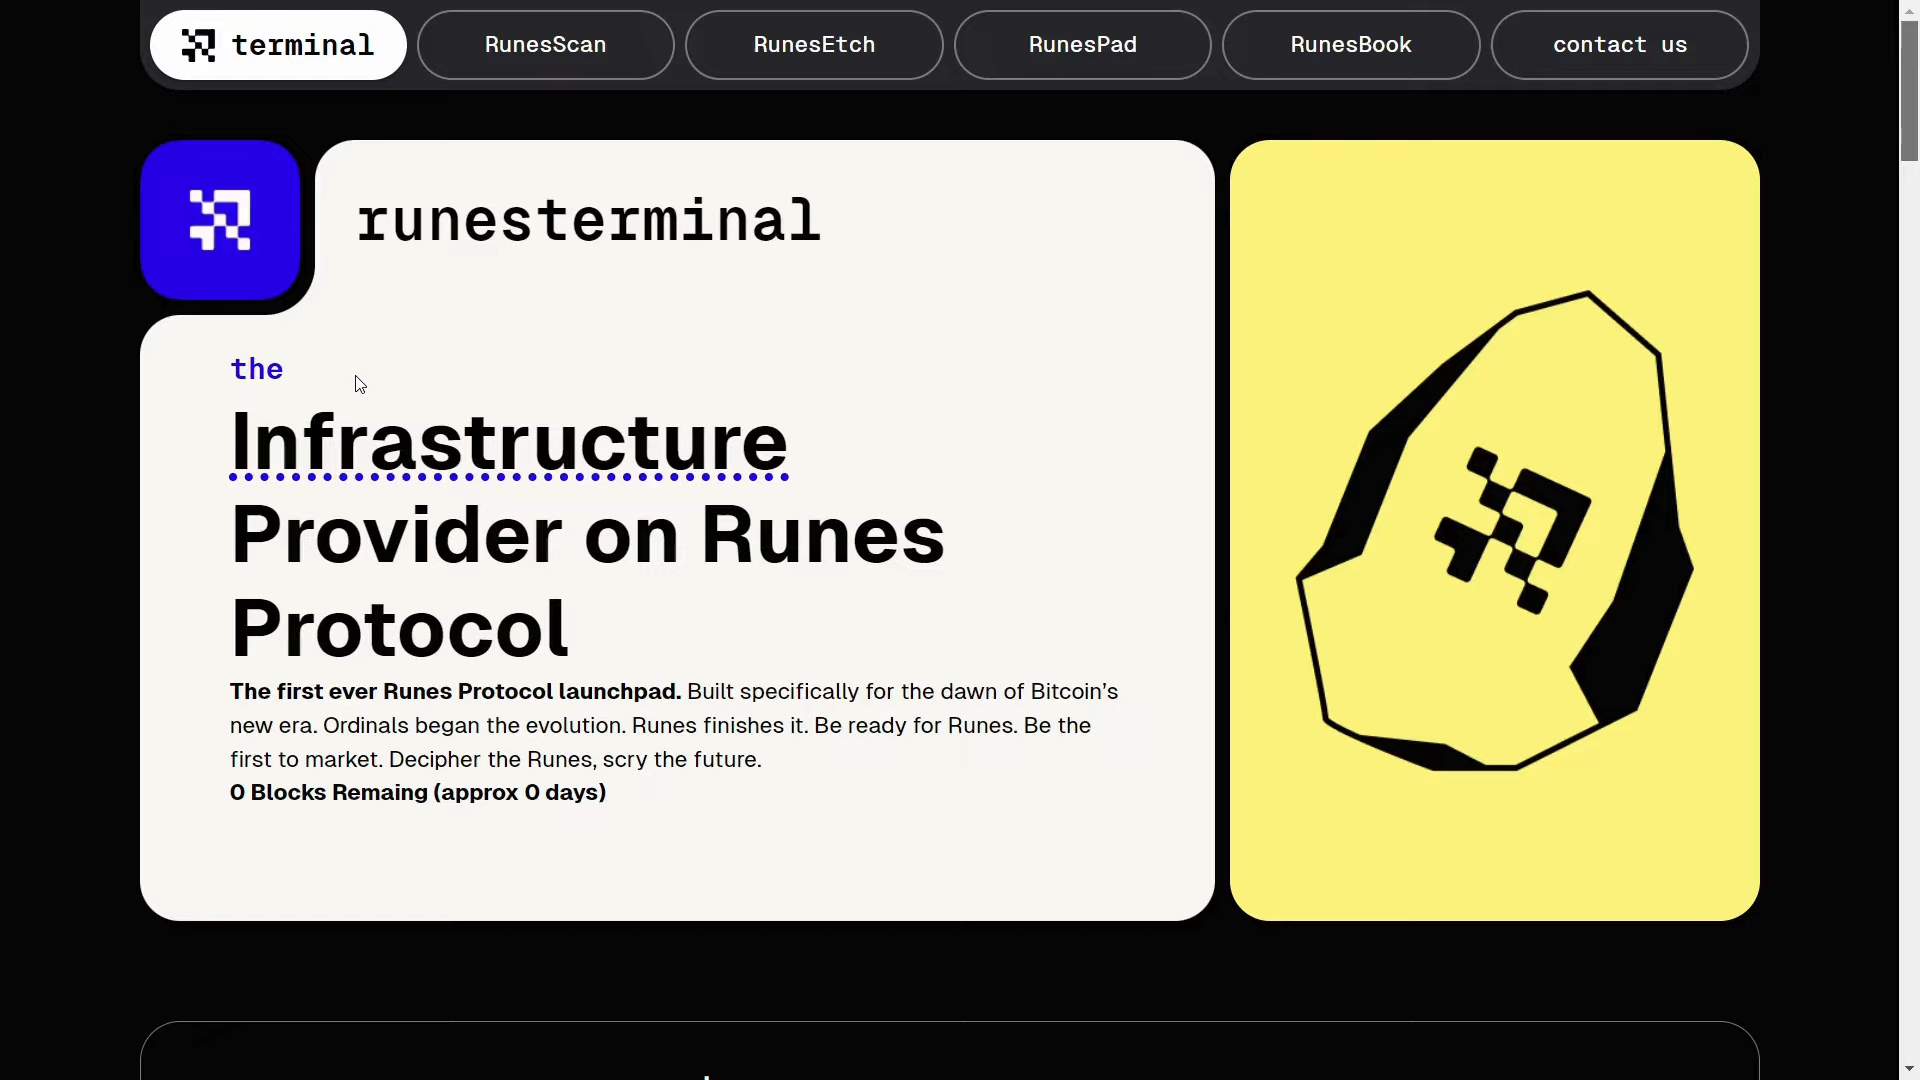 terminal
RunesScan
RunesEtch
RunesPad
RunesBook
contact us
runesterminal
the
Infrastructure
Provider on Runes
Protocol
The first ever Runes Protocol launchpad. Built specifically for the dawn of Bitcoin’s
new era. Ordinals began the evolution. Runes finishes it. Be ready for Runes. Be the
first to market. Decipher the Runes, scry the future.
0 Blocks Remaing (approx 0 days)